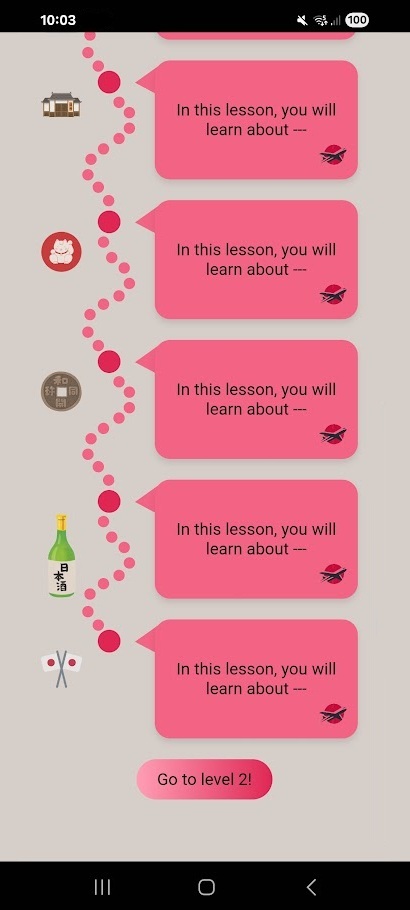 10:03
100
In this lesson, you will
learn about ---
In this lesson, you will
learn about ---
In this lesson, you will
learn about ---
In this lesson, you will
learn about ---
日本酒
In this lesson, you will
learn about ---
Go to level 2!